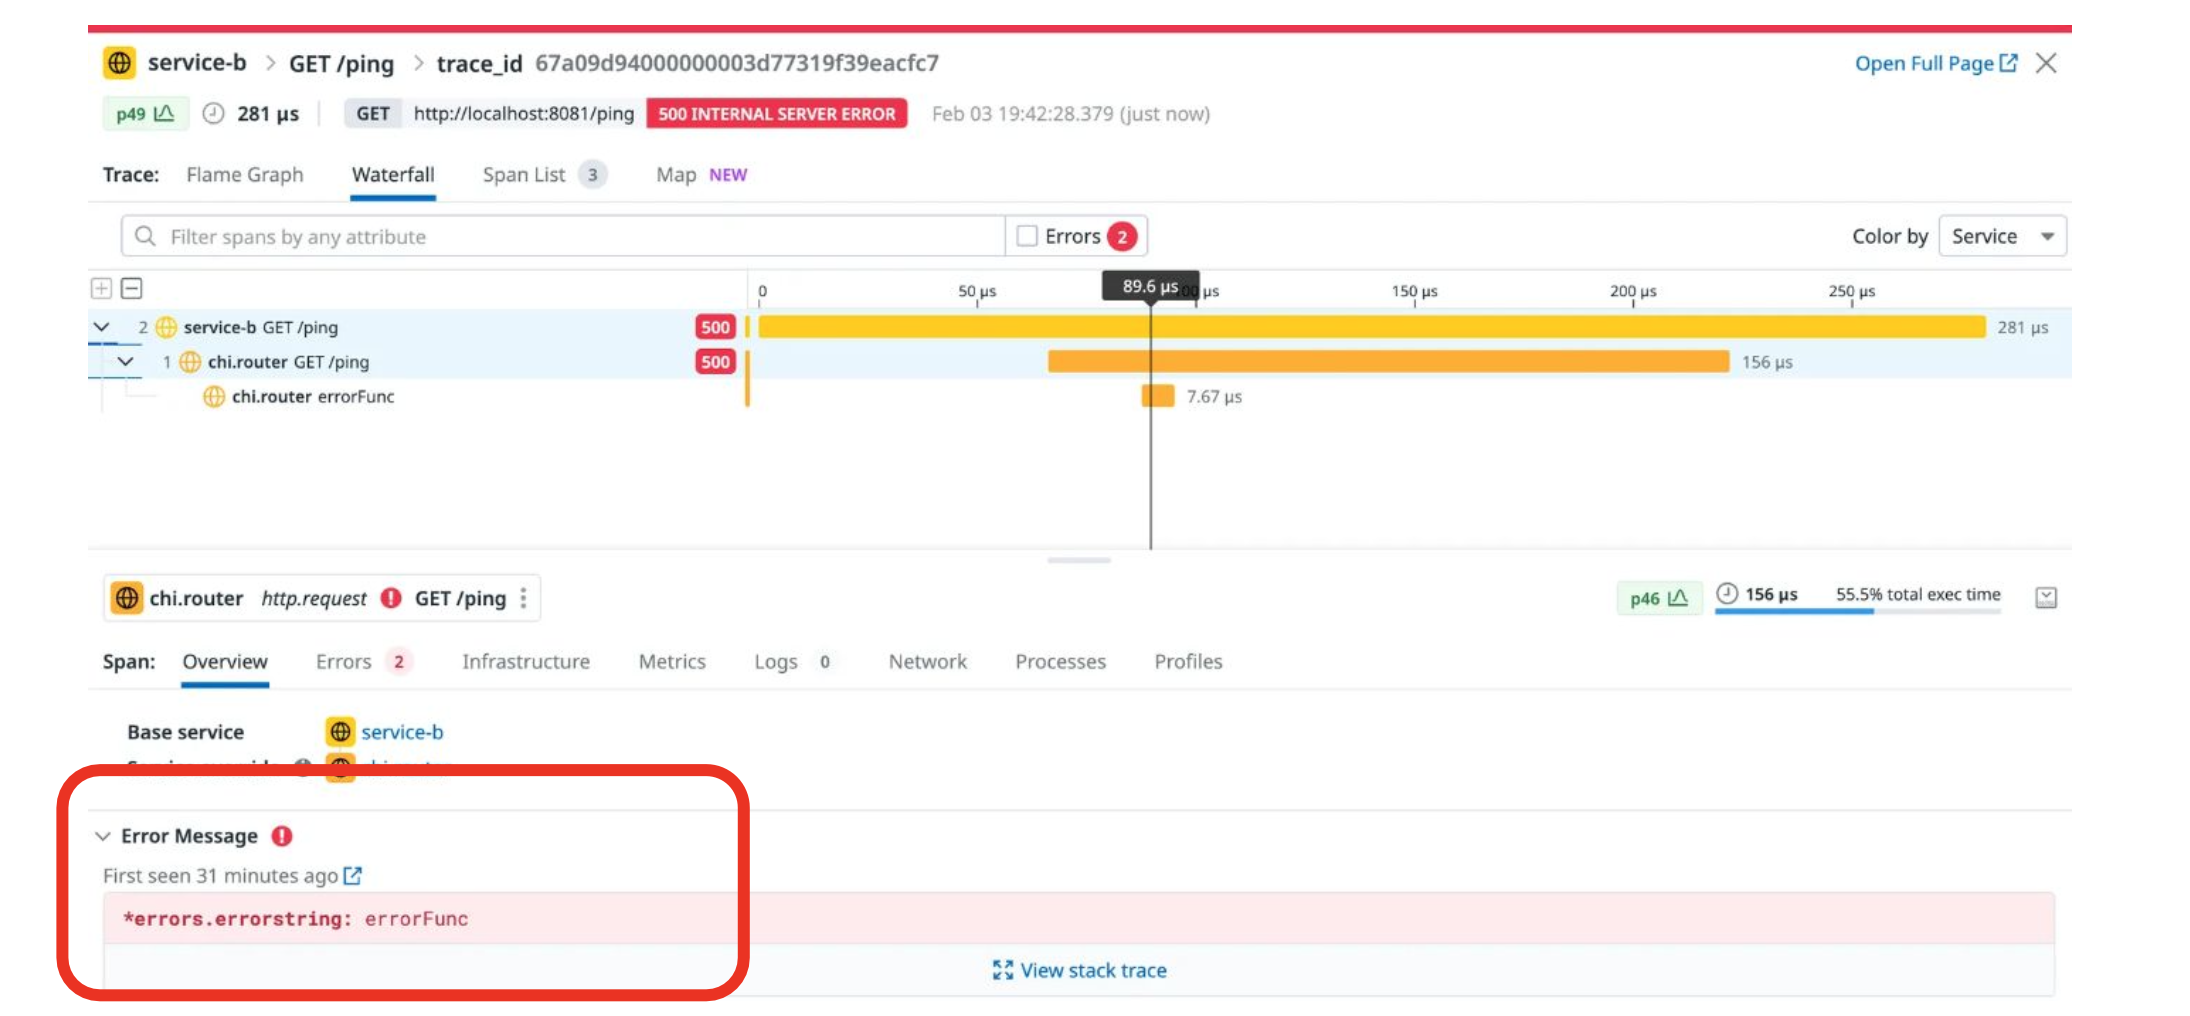 service-b > GET /ping > trace_id 67a09d94000000003d77319f39eacfc7 Open Full Page
p49 281 µs GET http://localhost:8081/ping 500 INTERNAL SERVER ERROR Feb 03 19:42:28.379 (just now)
Trace: Flame Graph Waterfall Span List 3 Map NEW
Filter spans by any attribute Errors 2 Color by Service
0 50 µs 89.6 µs µs 150 µs 200 µs 250 µs
2 service-b GET /ping 500 281 µs
1 chi.router GET /ping 500 156 µs
chi.router errorFunc 7.67 µs
chi.router http.request GET /ping p46 156 µs 55.5% total exec time
Span: Overview Errors 2 Infrastructure Metrics Logs 0 Network Processes Profiles
Base service service-b
Error Message
First seen 31 minutes ago
*errors.errorstring: errorFunc
View stack trace